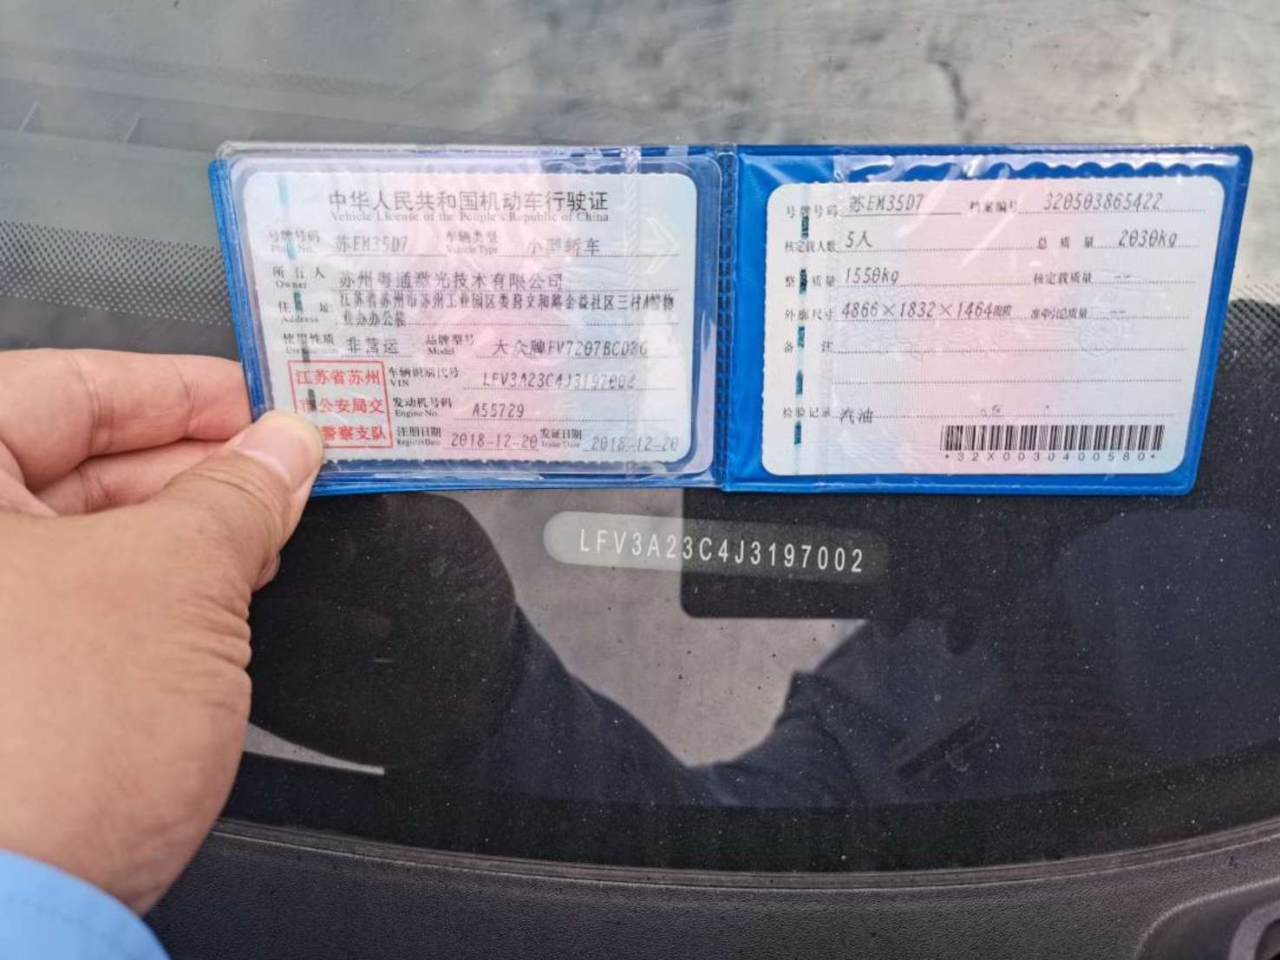 中华人民共和国机动车行驶证
Vehicle License of the People's Republic of China
号牌号码 苏EM35D7 车辆类型 小型轿车
Plate No. Vehicle Type
所有人 苏州粤通激光技术有限公司
Owner
住址 江苏省苏州市苏州工业园区娄葑文和路金益社区三村A幢物
Address 业办办公楼
使用性质 非营运 品牌型号 大众牌FV7207BCDBG
Model
江苏省苏州
市公安局交
警察支队
车辆识别代号 LFV3A23C4J3197002
VIN
发动机号码 A55729
Engine No.
注册日期 2018-12-20 发证日期 2018-12-20
Register Date Issue Date
号牌号码 苏EM35D7 档案编号 320503865422
核定载人数 5人 总质量 2030kg
整备质量 1550kg 核定载质量 --
外廓尺寸 4866×1832×1464mm 准牵引总质量 --
备注
检验记录 汽油
*32X0030400580*
LFV3A23C4J3197002